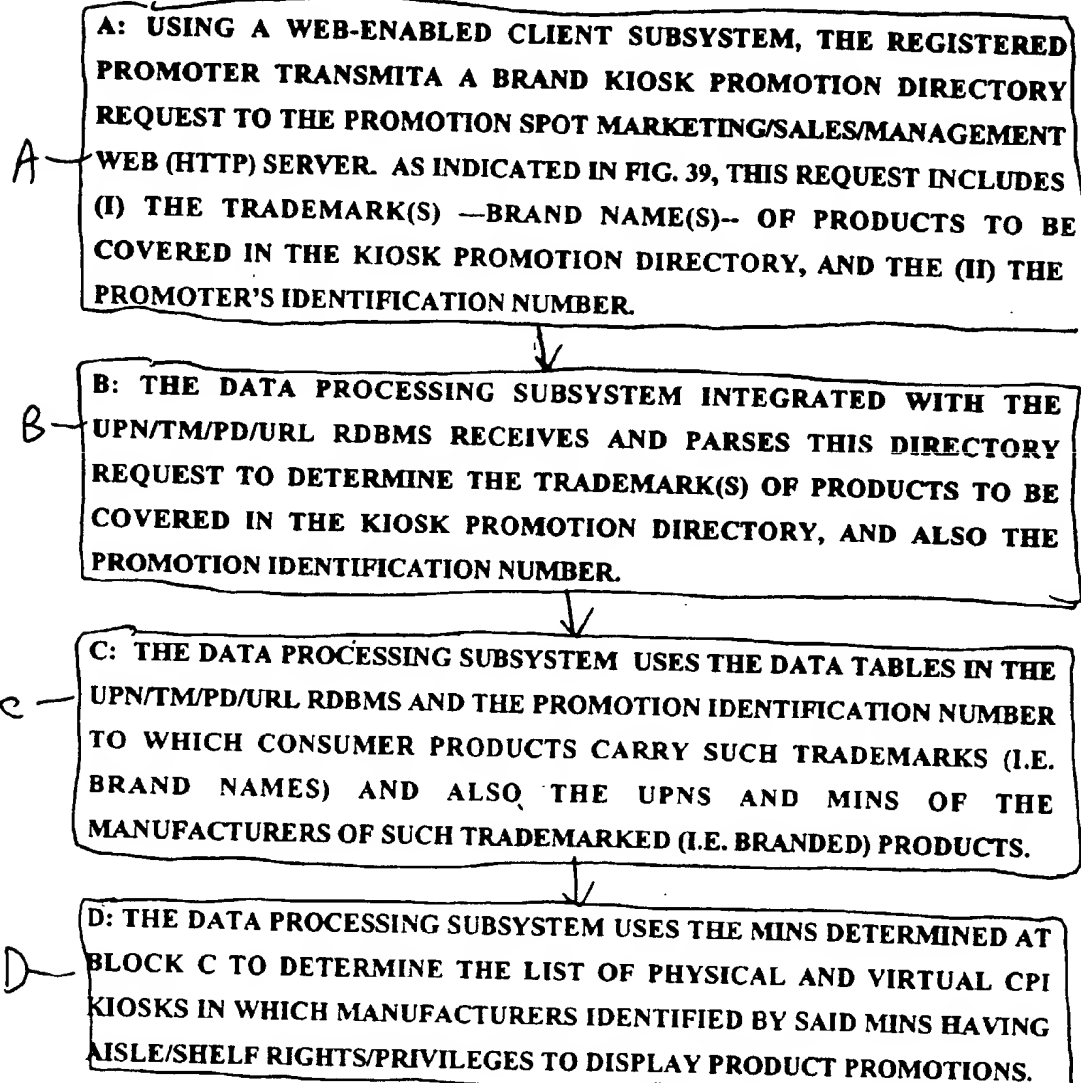 A: USING A WEB-ENABLED CLIENT SUBSYSTEM, THE REGISTERED
PROMOTER TRANSMITA A BRAND KIOSK PROMOTION DIRECTORY
REQUEST TO THE PROMOTION SPOT MARKETING/SALES/MANAGEMENT
A WEB (HTTP) SERVER. AS INDICATED IN FIG. 39, THIS REQUEST INCLUDES
(I) THE TRADEMARK(S) —BRAND NAME(S)-- OF PRODUCTS TO BE
COVERED IN THE KIOSK PROMOTION DIRECTORY, AND THE (II) THE
PROMOTER'S IDENTIFICATION NUMBER.
B: THE DATA PROCESSING SUBSYSTEM INTEGRATED WITH THE
B UPN/TM/PD/URL RDBMS RECEIVES AND PARSES THIS DIRECTORY
REQUEST TO DETERMINE THE TRADEMARK(S) OF PRODUCTS TO BE
COVERED IN THE KIOSK PROMOTION DIRECTORY, AND ALSO THE
PROMOTION IDENTIFICATION NUMBER.
C: THE DATA PROCESSING SUBSYSTEM USES THE DATA TABLES IN THE
C UPN/TM/PD/URL RDBMS AND THE PROMOTION IDENTIFICATION NUMBER
TO WHICH CONSUMER PRODUCTS CARRY SUCH TRADEMARKS (I.E.
BRAND NAMES) AND ALSO THE UPNS AND MINS OF THE
MANUFACTURERS OF SUCH TRADEMARKED (I.E. BRANDED) PRODUCTS.
D: THE DATA PROCESSING SUBSYSTEM USES THE MINS DETERMINED AT
D BLOCK C TO DETERMINE THE LIST OF PHYSICAL AND VIRTUAL CPI
KIOSKS IN WHICH MANUFACTURERS IDENTIFIED BY SAID MINS HAVING
AISLE/SHELF RIGHTS/PRIVILEGES TO DISPLAY PRODUCT PROMOTIONS.